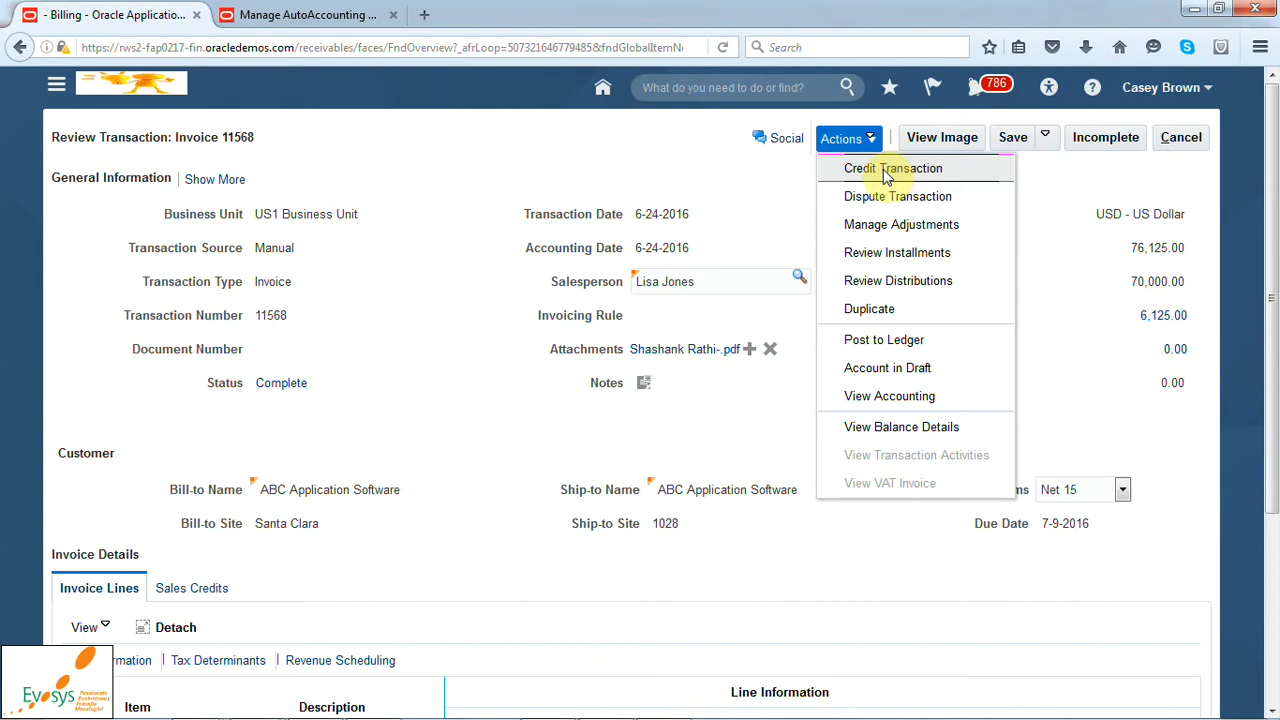 - Billing - Oracle Applicatio...
Manage AutoAccounting ...
https://rws2-fap0217-fin.oracledemos.com/receivables/faces/FndOverview?_afrLoop=507321646779485&fndGlobalItemNo
Search
What do you need to do or find?
786
Casey Brown
Review Transaction: Invoice 11568
Social
Actions
View Image
Save
Incomplete
Cancel
General Information
Show More
Business Unit US1 Business Unit
Transaction Source Manual
Transaction Type Invoice
Transaction Number 11568
Document Number
Status Complete
Transaction Date 6-24-2016
Accounting Date 6-24-2016
Salesperson Lisa Jones
Invoicing Rule
Attachments Shashank Rathi-.pdf
Notes
Credit Transaction
Dispute Transaction
Manage Adjustments
Review Installments
Review Distributions
Duplicate
Post to Ledger
Account in Draft
View Accounting
View Balance Details
View Transaction Activities
View VAT Invoice
USD - US Dollar
76,125.00
70,000.00
6,125.00
0.00
0.00
Customer
Bill-to Name ABC Application Software
Bill-to Site Santa Clara
Ship-to Name ABC Application Software
Ship-to Site 1028
Net 15
Due Date 7-9-2016
Invoice Details
Invoice Lines
Sales Credits
View
Detach
Tax Determinants
Revenue Scheduling
Line Information
Item
Description
Evosys